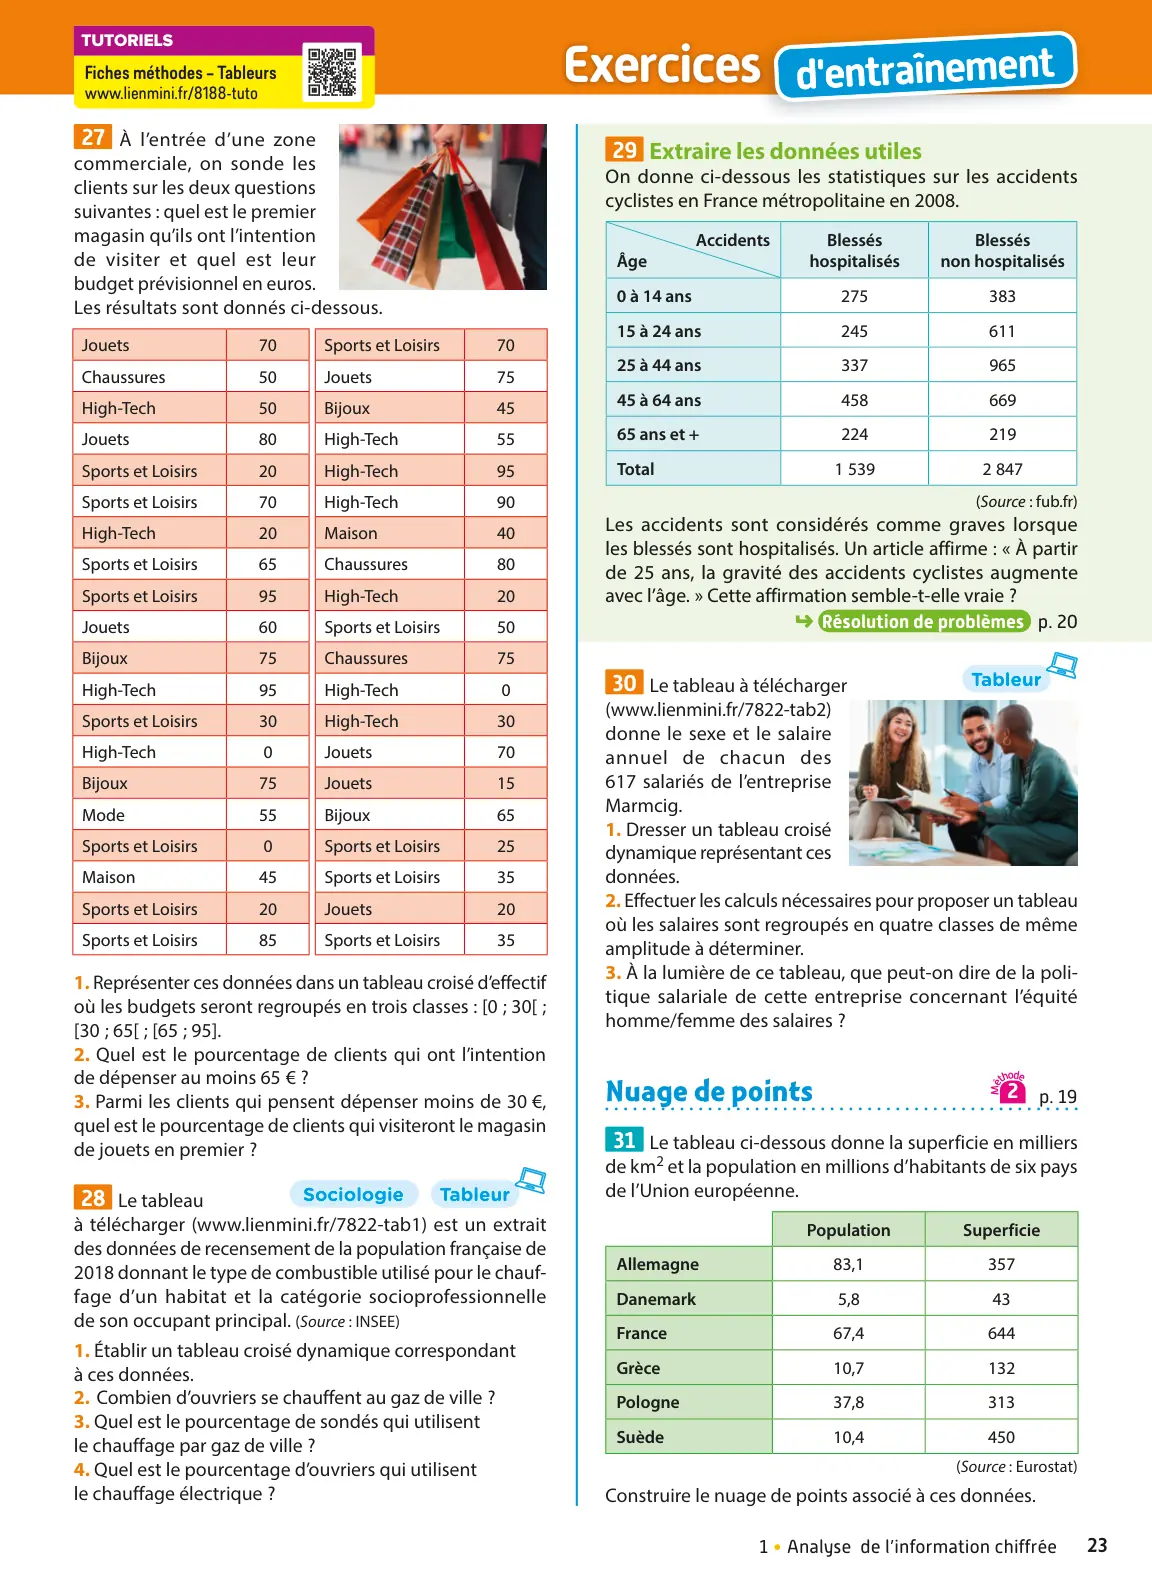 TUTORIELS
Fiches méthodes – Tableurs
www.lienmini.fr/8188-tuto
Exercices d'entraînement
27 À l'entrée d'une zone
commerciale, on sonde les
clients sur les deux questions
suivantes : quel est le premier
magasin qu'ils ont l'intention
de visiter et quel est leur
budget prévisionnel en euros.
Les résultats sont donnés ci-dessous.
Jouets 70 Sports et Loisirs 70
Chaussures 50 Jouets 75
High-Tech 50 Bijoux 45
Jouets 80 High-Tech 55
Sports et Loisirs 20 High-Tech 95
Sports et Loisirs 70 High-Tech 90
High-Tech 20 Maison 40
Sports et Loisirs 65 Chaussures 80
Sports et Loisirs 95 High-Tech 20
Jouets 60 Sports et Loisirs 50
Bijoux 75 Chaussures 75
High-Tech 95 High-Tech 0
Sports et Loisirs 30 High-Tech 30
High-Tech 0 Jouets 70
Bijoux 75 Jouets 15
Mode 55 Bijoux 65
Sports et Loisirs 0 Sports et Loisirs 25
Maison 45 Sports et Loisirs 35
Sports et Loisirs 20 Jouets 20
Sports et Loisirs 85 Sports et Loisirs 35
1. Représenter ces données dans un tableau croisé d'effectif
où les budgets seront regroupés en trois classes : [0 ; 30[ ;
[30 ; 65[ ; [65 ; 95].
2. Quel est le pourcentage de clients qui ont l'intention
de dépenser au moins 65 € ?
3. Parmi les clients qui pensent dépenser moins de 30 €,
quel est le pourcentage de clients qui visiteront le magasin
de jouets en premier ?
28 Le tableau Sociologie Tableur
à télécharger (www.lienmini.fr/7822-tab1) est un extrait
des données de recensement de la population française de
2018 donnant le type de combustible utilisé pour le chauf-
fage d'un habitat et la catégorie socioprofessionnelle
de son occupant principal. (Source : INSEE)
1. Établir un tableau croisé dynamique correspondant
à ces données.
2. Combien d'ouvriers se chauffent au gaz de ville ?
3. Quel est le pourcentage de sondés qui utilisent
le chauffage par gaz de ville ?
4. Quel est le pourcentage d'ouvriers qui utilisent
le chauffage électrique ?
29 Extraire les données utiles
On donne ci-dessous les statistiques sur les accidents
cyclistes en France métropolitaine en 2008.
Accidents Blessés Blessés
Âge hospitalisés non hospitalisés
0 à 14 ans 275 383
15 à 24 ans 245 611
25 à 44 ans 337 965
45 à 64 ans 458 669
65 ans et + 224 219
Total 1 539 2 847
(Source : fub.fr)
Les accidents sont considérés comme graves lorsque
les blessés sont hospitalisés. Un article affirme : « À partir
de 25 ans, la gravité des accidents cyclistes augmente
avec l'âge. » Cette affirmation semble-t-elle vraie ?
Résolution de problèmes p. 20
30 Le tableau à télécharger Tableur
(www.lienmini.fr/7822-tab2)
donne le sexe et le salaire
annuel de chacun des
617 salariés de l'entreprise
Marmcig.
1. Dresser un tableau croisé
dynamique représentant ces
données.
2. Effectuer les calculs nécessaires pour proposer un tableau
où les salaires sont regroupés en quatre classes de même
amplitude à déterminer.
3. À la lumière de ce tableau, que peut-on dire de la poli-
tique salariale de cette entreprise concernant l'équité
homme/femme des salaires ?
Nuage de points Méthode 2 p. 19
31 Le tableau ci-dessous donne la superficie en milliers
de km² et la population en millions d'habitants de six pays
de l'Union européenne.
Population Superficie
Allemagne 83,1 357
Danemark 5,8 43
France 67,4 644
Grèce 10,7 132
Pologne 37,8 313
Suède 10,4 450
(Source : Eurostat)
Construire le nuage de points associé à ces données.
1 • Analyse de l'information chiffrée 23